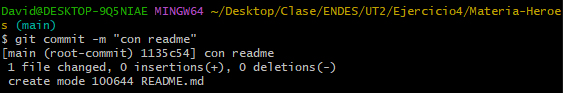 David@DESKTOP-9Q5NIAE MINGW64 ~/Desktop/Clase/ENDES/UT2/Ejercicio4/Materia-Heroe
s (main)
$ git commit -m "con readme"
[main (root-commit) 1135c54] con readme
 1 file changed, 0 insertions(+), 0 deletions(-)
 create mode 100644 README.md